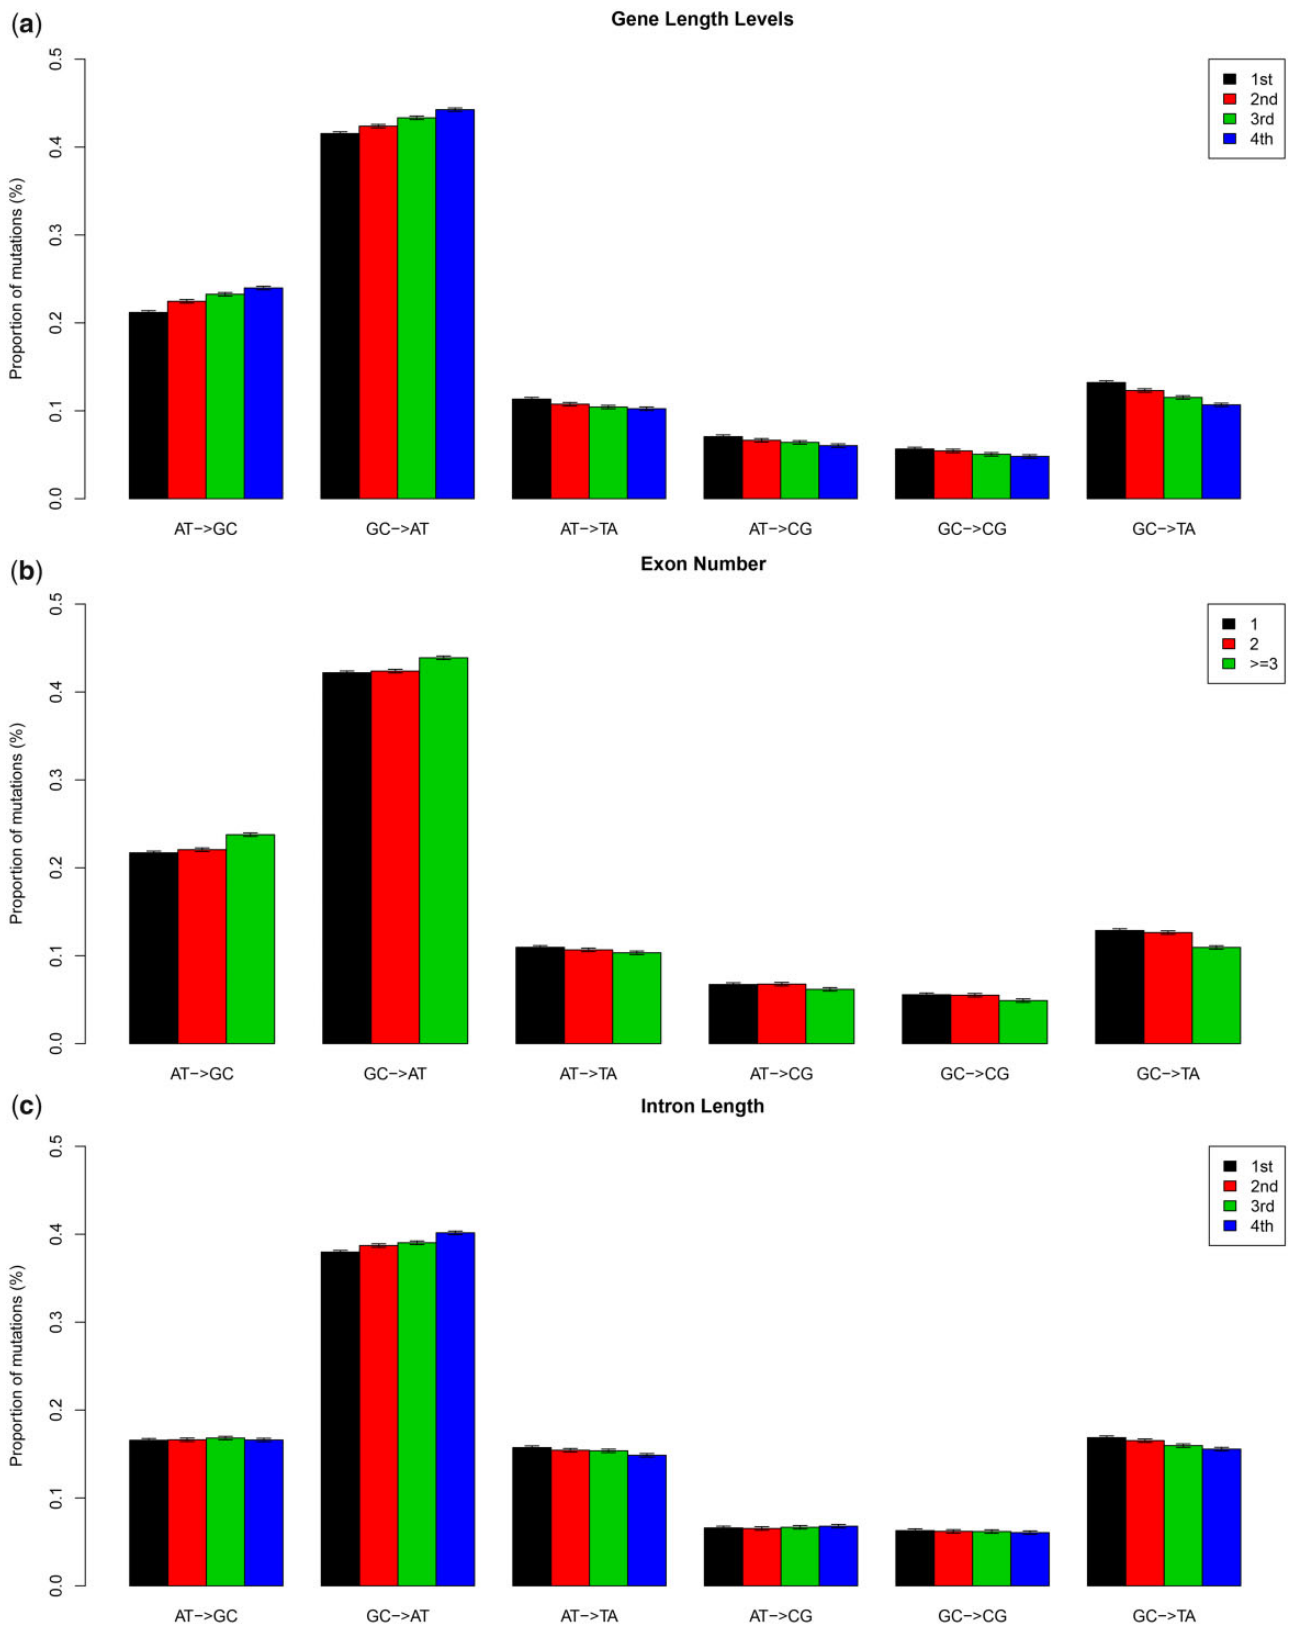 (a)
Gene Length Levels
Proportion of mutations (%)
0.5
0.4
0.3
0.2
0.1
0.0
1st
2nd
3rd
4th
AT−>GC GC−>AT AT−>TA AT−>CG GC−>CG GC−>TA
(b)
Exon Number
Proportion of mutations (%)
0.5
0.4
0.3
0.2
0.1
0.0
1
2
>=3
AT−>GC GC−>AT AT−>TA AT−>CG GC−>CG GC−>TA
(c)
Intron Length
Proportion of mutations (%)
0.5
0.4
0.3
0.2
0.1
0.0
1st
2nd
3rd
4th
AT−>GC GC−>AT AT−>TA AT−>CG GC−>CG GC−>TA